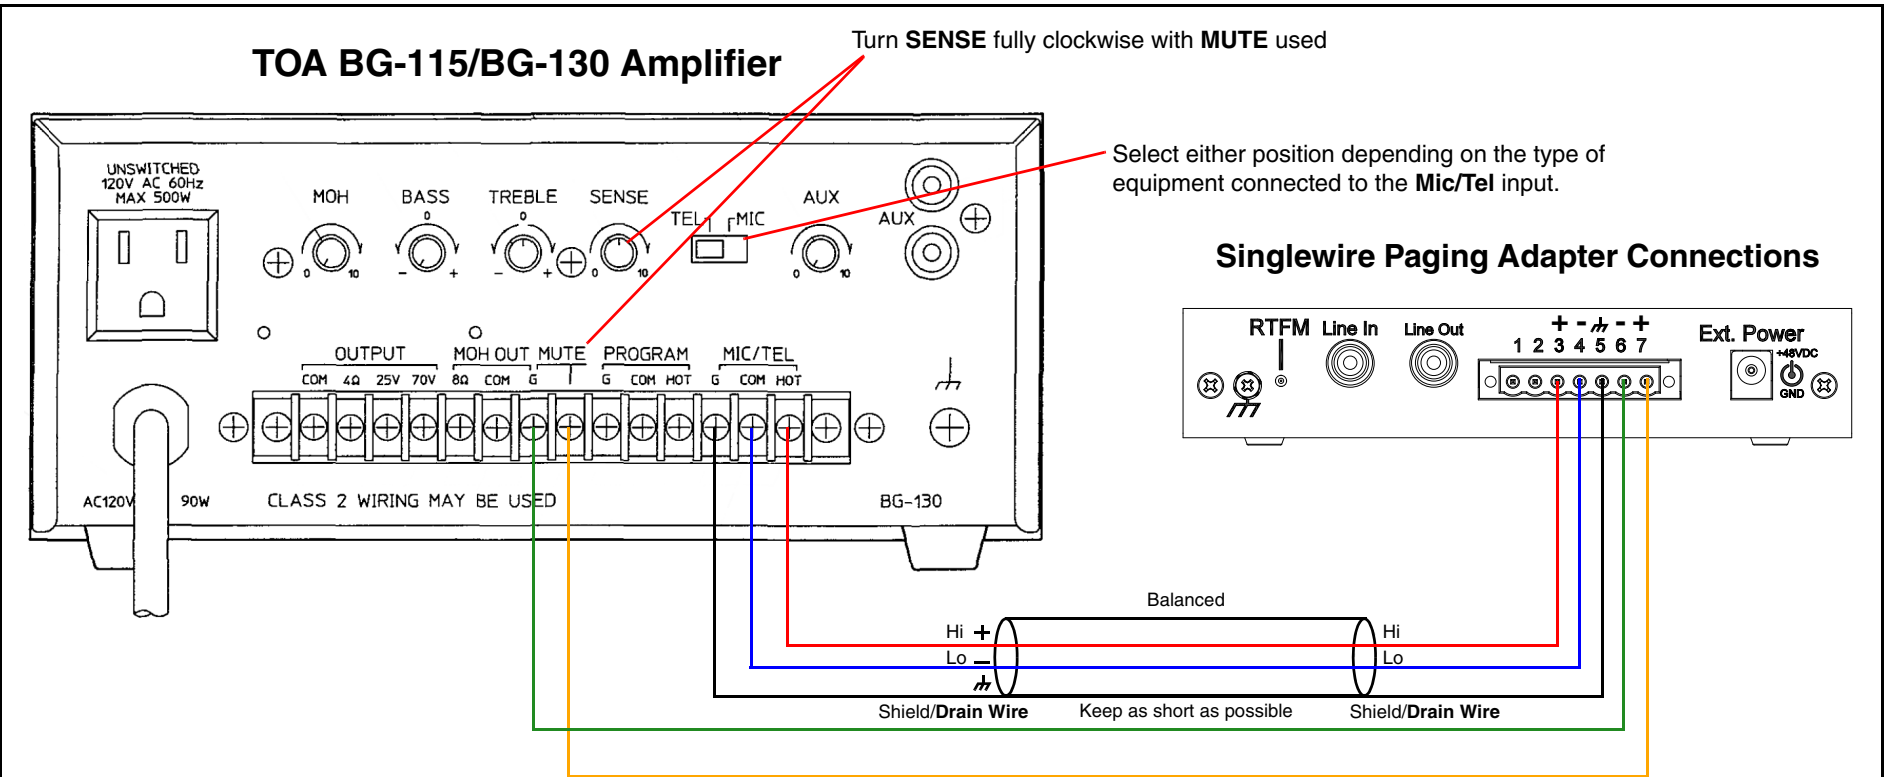 TOA BG-115/BG-130 Amplifier
Turn SENSE fully clockwise with MUTE used
Select either position depending on the type of
equipment connected to the Mic/Tel input.
UNSWITCHED
120V AC 60Hz
MAX 500W
MOH
0 10
BASS
0
- +
TREBLE
0
- +
SENSE
0 10
TEL MIC
AUX
0 10
AUX
OUTPUT MOH OUT MUTE PROGRAM MIC/TEL
COM 4Ω 25V 70V 8Ω COM G G COM HOT G COM HOT
AC120V 90W
CLASS 2 WIRING MAY BE USED
BG-130
Singlewire Paging Adapter Connections
RTFM
Line In
Line Out
+ - - +
1 2 3 4 5 6 7
Ext. Power
+48VDC
GND
Balanced
Hi +
Lo -
Hi
Lo
Shield/Drain Wire
Keep as short as possible
Shield/Drain Wire